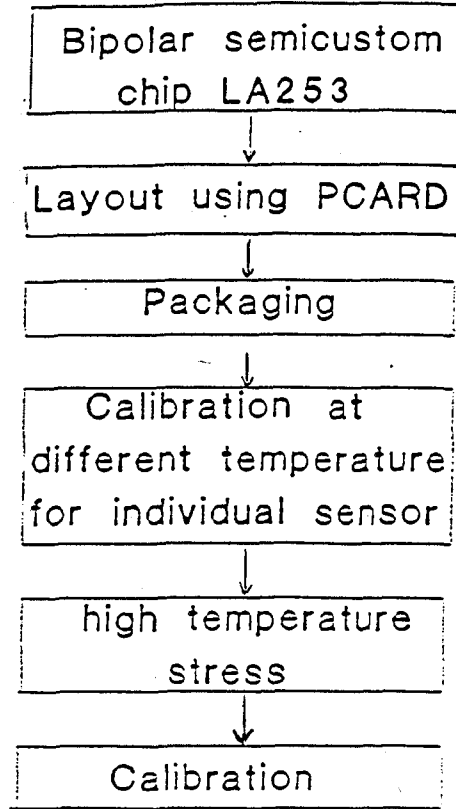 Bipolar semicustom
chip LA253
Layout using PCARD
Packaging
Calibration at
different temperature
for individual sensor
high temperature
stress
Calibration